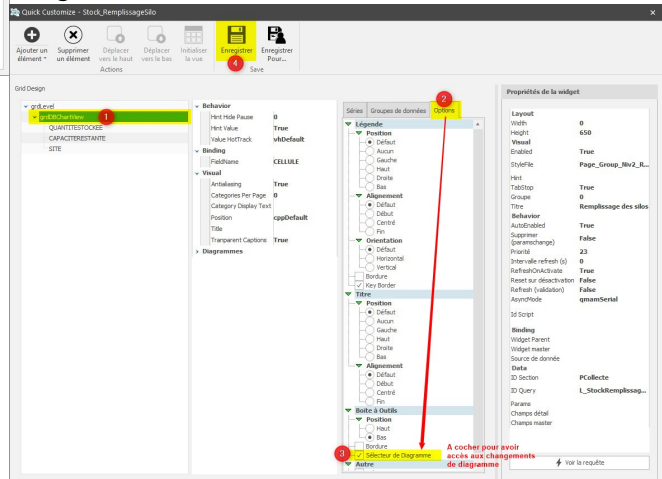 Quick Customize - Stock_RemplissageSilo
Ajouter un élément
Supprimer un élément
Déplacer vers le haut
Déplacer vers le bas
Initialiser la vue
Enregistrer
Enregistrer Pour...
4
Actions
Save
Grid Design
grdLevel
grdDBChartView
1
QUANTITESTOCKÉE
CAPACITERESTANTE
SITE
Behavior
Hint Hide Pause 0
Hint Value True
Value HotTrack vhDefault
Binding
FieldName CELLULE
Visual
Antialiasing True
Categories Per Page 0
Category Display Text
Position cppDefault
Title
Tranparent Captions True
Diagrammes
2
Séries
Groupes de données
Options
Légende
Position
Défaut
Aucun
Gauche
Haut
Droite
Bas
Alignement
Défaut
Début
Centré
Fin
Orientation
Défaut
Horizontal
Vertical
Bordure
Key Border
Titre
Position
Défaut
Aucun
Gauche
Haut
Droite
Bas
Alignement
Défaut
Début
Centré
Fin
Boite à Outils
Position
Haut
Bas
Bordure
3
Sélecteur de Diagramme
Autre
A cocher pour avoir
accès aux changements
de diagramme
Propriétés de la widget
Layout
Width 0
Height 650
Visual
Enabled True
StyleFile Page_Group_Niv2_R...
Hint
TabStop True
Groupe 0
Titre Remplissage des silos
Behavior
AutoEnabled True
Supprimer (paramschange) False
Priorité 23
Intervalle refresh (s) 0
RefreshOnActivate True
Reset sur désactivation False
Refresh (validation) False
AsyncMode qmamSerial
Id Script
Binding
Widget Parent
Widget master
Source de donnée
Data
ID Section PCollecte
ID Query L_StockRemplissag...
Params
Champs détail
Champs master
Voir la requête